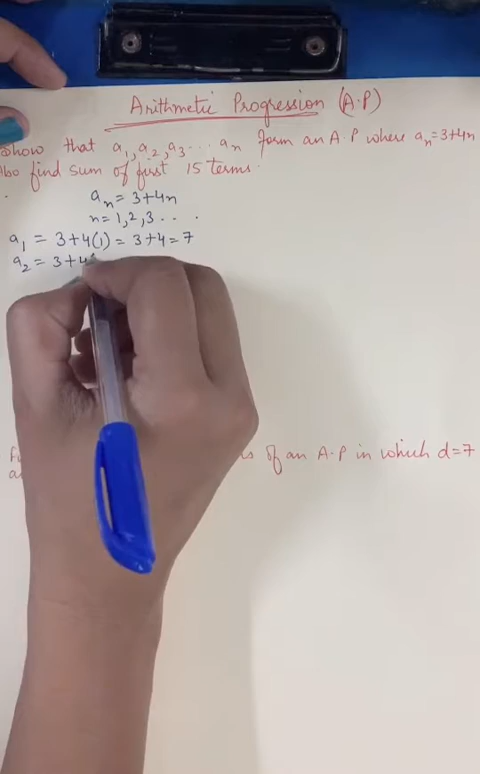 Arithmetic Progression (A.P)
Show that a₁, a₂, a₃ ... aₙ form an A.P where aₙ=3+4n
Also find sum of first 15 terms.
aₙ = 3+4n
n = 1,2,3 ...
a₁ = 3+4(1) = 3+4 = 7
a₂ = 3+4(
of an A.P in which d=7